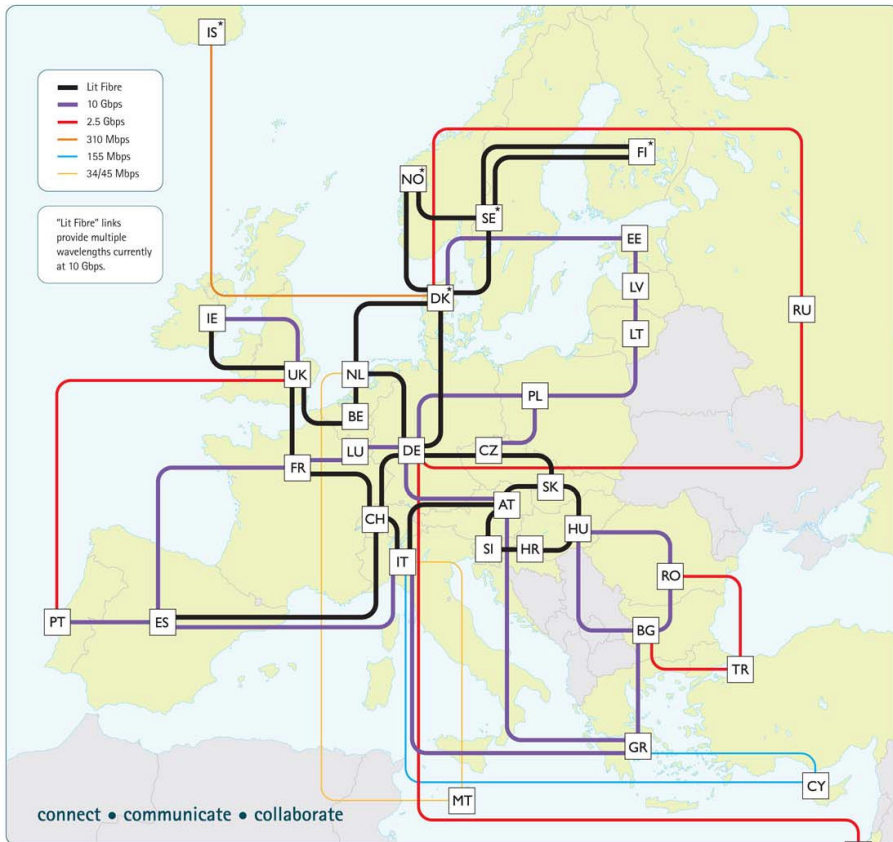 IS*
Lit Fibre
10 Gbps
2.5 Gbps
310 Mbps
155 Mbps
34/45 Mbps
"Lit Fibre" links
provide multiple
wavelengths currently
at 10 Gbps.
FI*
NO*
SE*
EE
LV
DK*
RU
IE
LT
UK
NL
PL
BE
LU
DE
CZ
FR
SK
AT
CH
HU
SI
HR
IT
RO
PT
ES
BG
TR
GR
CY
MT
connect • communicate • collaborate